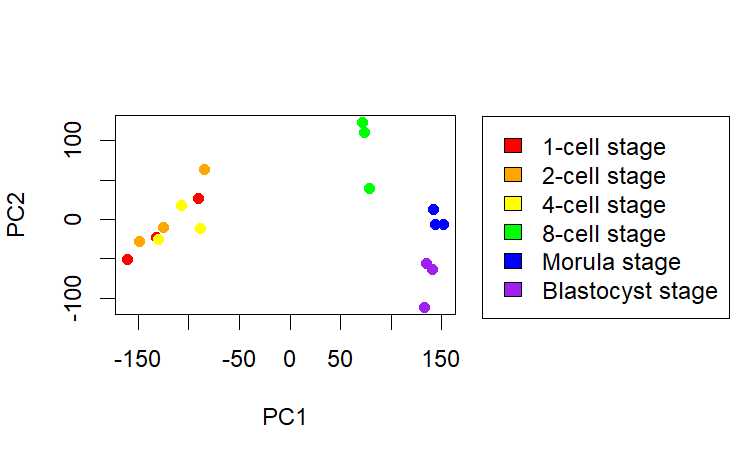 PC2
100
0
-100
-150
-50
0
50
150
PC1
1-cell stage
2-cell stage
4-cell stage
8-cell stage
Morula stage
Blastocyst stage